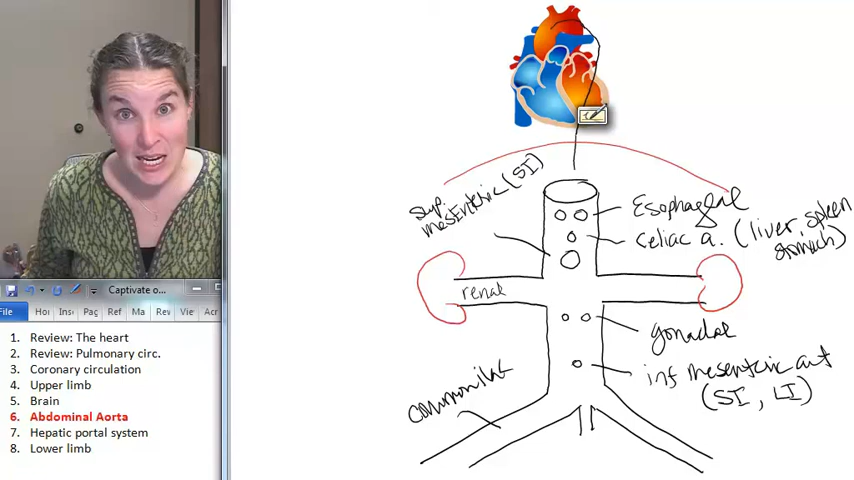 Captivate o...
File
Hor
Ins
Pag
Ref
Ma
Rev
Vie
Acr
1. Review: The heart
2. Review: Pulmonary circ.
3. Coronary circulation
4. Upper limb
5. Brain
6. Abdominal Aorta
7. Hepatic portal system
8. Lower limb
sup.
mesenteric (SI)
Esophageal
Celiac a. (liver, spleen
stomach)
renal
gonadal
inf mesenteric art
(SI, LI)
common iliac